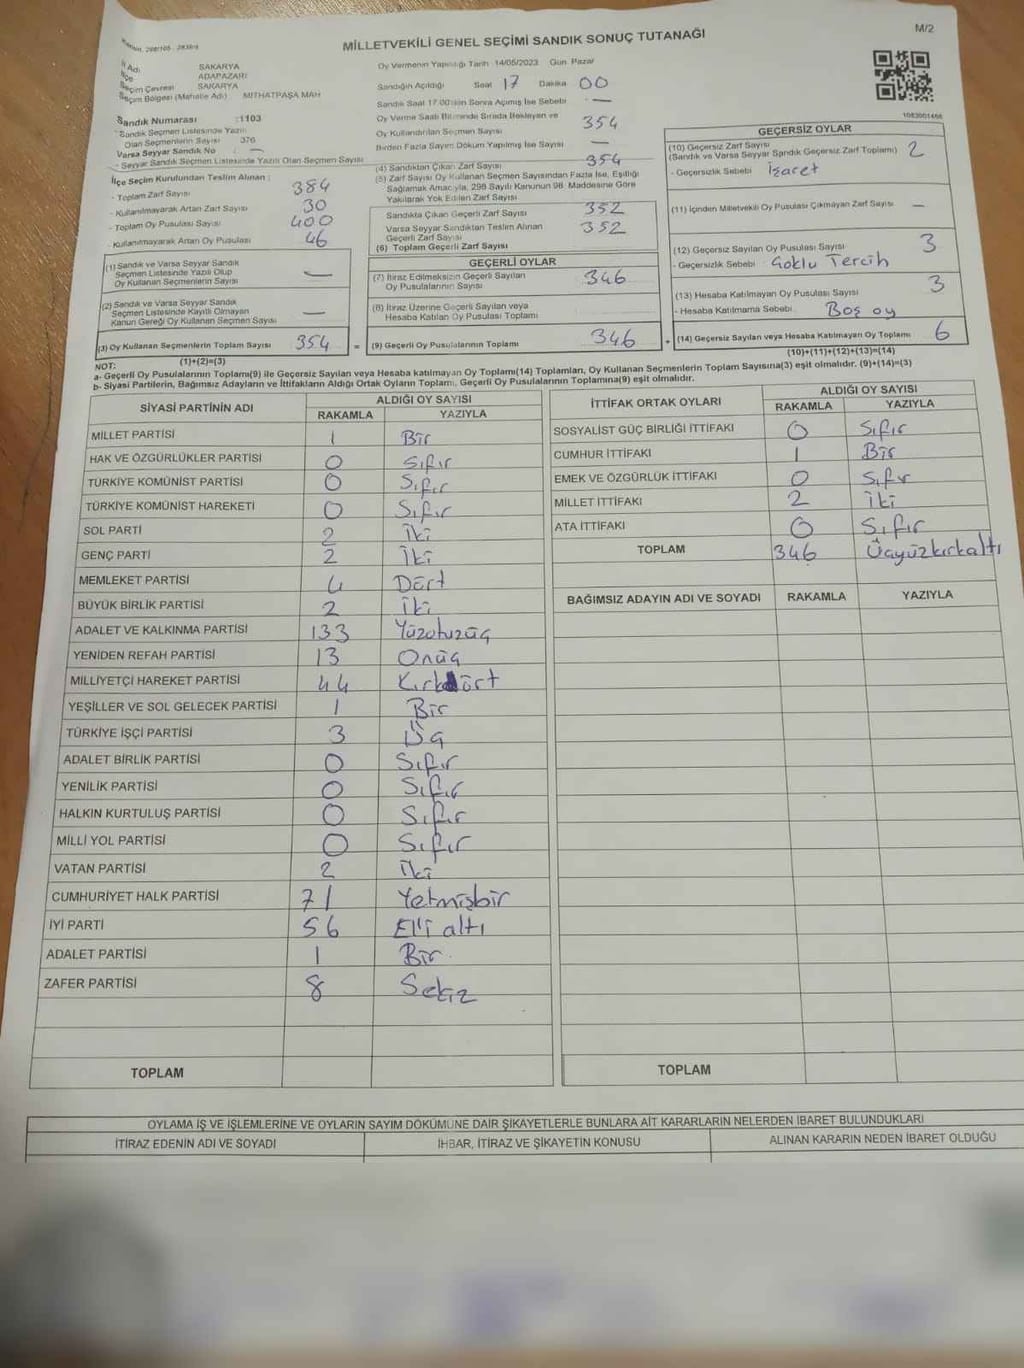 M/2
MİLLETVEKİLİ GENEL SEÇİMİ SANDIK SONUÇ TUTANAĞI
İl Adı SAKARYA
İlçe ADAPAZARI
Seçim Çevresi SAKARYA
Seçim Bölgesi (Mahalle Adı) MİTHATPAŞA MAH
Sandık Numarası :1103
Sandık Seçmen Listesinde Yazılı
Olan Seçmenlerin Sayısı 376
Varsa Seyyar Sandık No : —
- Seyyar Sandık Seçmen Listesinde Yazılı Olan Seçmen Sayısı
Oy Vermenin Yapıldığı Tarih 14/05/2023 Gün Pazar
Sandığın Açıldığı Saat 17 Dakika 00
Sandık Saat 17:00'den Sonra Açılmış İse Sebebi —
Oy Verme Saati Bitiminde Sırada Bekleyen ve
Oy Kullandırılan Seçmen Sayısı 354
Birden Fazla Sayım Döküm Yapılmış İse Sayısı —
(4) Sandıktan Çıkan Zarf Sayısı 354
(5) Zarf Sayısı Oy Kullanan Seçmen Sayısından Fazla İse, Eşitliği
Sağlamak Amacıyla, 298 Sayılı Kanunun 98. Maddesine Göre
Yakılarak Yok Edilen Zarf Sayısı
Sandıkta Çıkan Geçerli Zarf Sayısı 352
Varsa Seyyar Sandıktan Teslim Alınan
Geçerli Zarf Sayısı
352
(6) Toplam Geçerli Zarf Sayısı
İlçe Seçim Kurulundan Teslim Alınan :
- Toplam Zarf Sayısı 384
- Kullanılmayarak Artan Zarf Sayısı 30
- Toplam Oy Pusulası Sayısı 400
- Kullanılmayarak Artan Oy Pusulası 46
(1) Sandık ve Varsa Seyyar Sandık
Seçmen Listesinde Yazılı Olup
Oy Kullanan Seçmenlerin Sayısı —
(2) Sandık ve Varsa Seyyar Sandık
Seçmen Listesinde Kayıtlı Olmayan
Kanun Gereği Oy Kullanan Seçmen Sayısı —
(3) Oy Kullanan Seçmenlerin Toplam Sayısı 354
(1)+(2)=(3)
GEÇERLİ OYLAR
(7) İtiraz Edilmeksizin Geçerli Sayılan
Oy Pusulalarının Sayısı 346
(8) İtiraz Üzerine Geçerli Sayılan veya
Hesaba Katılan Oy Pusulası Toplamı
= (9) Geçerli Oy Pusulalarının Toplamı 346
1083001466
GEÇERSİZ OYLAR
(10) Geçersiz Zarf Sayısı
(Sandık ve Varsa Seyyar Sandık Geçersiz Zarf Toplamı) 2
- Geçersizlik Sebebi İşaret
(11) İçinden Milletvekili Oy Pusulası Çıkmayan Zarf Sayısı —
(12) Geçersiz Sayılan Oy Pusulası Sayısı 3
- Geçersizlik Sebebi Çoklu Tercih
(13) Hesaba Katılmayan Oy Pusulası Sayısı 3
- Hesaba Katılmama Sebebi Boş oy
+ (14) Geçersiz Sayılan veya Hesaba Katılmayan Oy Toplamı 6
(10)+(11)+(12)+(13)=(14)
NOT:
a- Geçerli Oy Pusulalarının Toplamı(9) ile Geçersiz Sayılan veya Hesaba katılmayan Oy Toplamı(14) Toplamları, Oy Kullanan Seçmenlerin Toplam Sayısına(3) eşit olmalıdır. (9)+(14)=(3)
b- Siyasi Partilerin, Bağımsız Adayların ve İttifakların Aldığı Ortak Oyların Toplamı, Geçerli Oy Pusulalarının Toplamına(9) eşit olmalıdır.
SİYASİ PARTİNİN ADI ALDIĞI OY SAYISI
RAKAMLA YAZIYLA
MİLLET PARTİSİ 1 Bir
HAK VE ÖZGÜRLÜKLER PARTİSİ 0 Sıfır
TÜRKİYE KOMÜNİST PARTİSİ 0 Sıfır
TÜRKİYE KOMÜNİST HAREKETİ 0 Sıfır
SOL PARTİ 2 İki
GENÇ PARTİ 2 İki
MEMLEKET PARTİSİ 4 Dört
BÜYÜK BİRLİK PARTİSİ 2 İki
ADALET VE KALKINMA PARTİSİ 133 Yüzotuzüç
YENİDEN REFAH PARTİSİ 13 Onüç
MİLLİYETÇİ HAREKET PARTİSİ 44 Kırkdört
YEŞİLLER VE SOL GELECEK PARTİSİ 1 Bir
TÜRKİYE İŞÇİ PARTİSİ 3 Üç
ADALET BİRLİK PARTİSİ 0 Sıfır
YENİLİK PARTİSİ 0 Sıfır
HALKIN KURTULUŞ PARTİSİ 0 Sıfır
MİLLİ YOL PARTİSİ 0 Sıfır
VATAN PARTİSİ 2 İki
CUMHURİYET HALK PARTİSİ 71 Yetmişbir
İYİ PARTİ 56 Elli altı
ADALET PARTİSİ 1 Bir
ZAFER PARTİSİ 8 Sekiz
TOPLAM
İTTİFAK ORTAK OYLARI ALDIĞI OY SAYISI
RAKAMLA YAZIYLA
SOSYALİST GÜÇ BİRLİĞİ İTTİFAKI 0 Sıfır
CUMHUR İTTİFAKI 1 Bir
EMEK VE ÖZGÜRLÜK İTTİFAKI 0 Sıfır
MİLLET İTTİFAKI 2 İki
ATA İTTİFAKI 0 Sıfır
TOPLAM 346 Üçyüzkırkaltı
BAĞIMSIZ ADAYIN ADI VE SOYADI RAKAMLA YAZIYLA
TOPLAM
OYLAMA İŞ VE İŞLEMLERİNE VE OYLARIN SAYIM DÖKÜMÜNE DAİR ŞİKAYETLERLE BUNLARA AİT KARARLARIN NELERDEN İBARET BULUNDUKLARI
İTİRAZ EDENİN ADI VE SOYADI İHBAR, İTİRAZ VE ŞİKAYETİN KONUSU ALINAN KARARIN NEDEN İBARET OLDUĞU